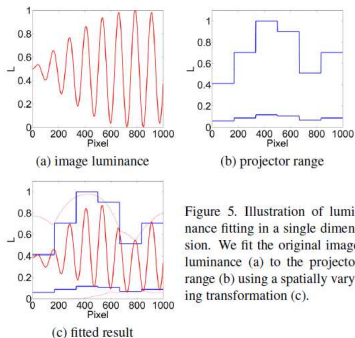 1
0.8
0.6
0.4
0.2
0
L
0 200 400 600 800 1000
Pixel
(a) image luminance
1
0.8
0.6
0.4
0.2
0
L
0 200 400 600 800 1000
Pixel
(b) projector range
1
0.8
0.6
0.4
0.2
0
L
0 200 400 600 800 1000
Pixel
(c) fitted result
Figure 5. Illustration of lumi-
nance fitting in a single dimen-
sion. We fit the original image
luminance (a) to the projector
range (b) using a spatially vary-
ing transformation (c).